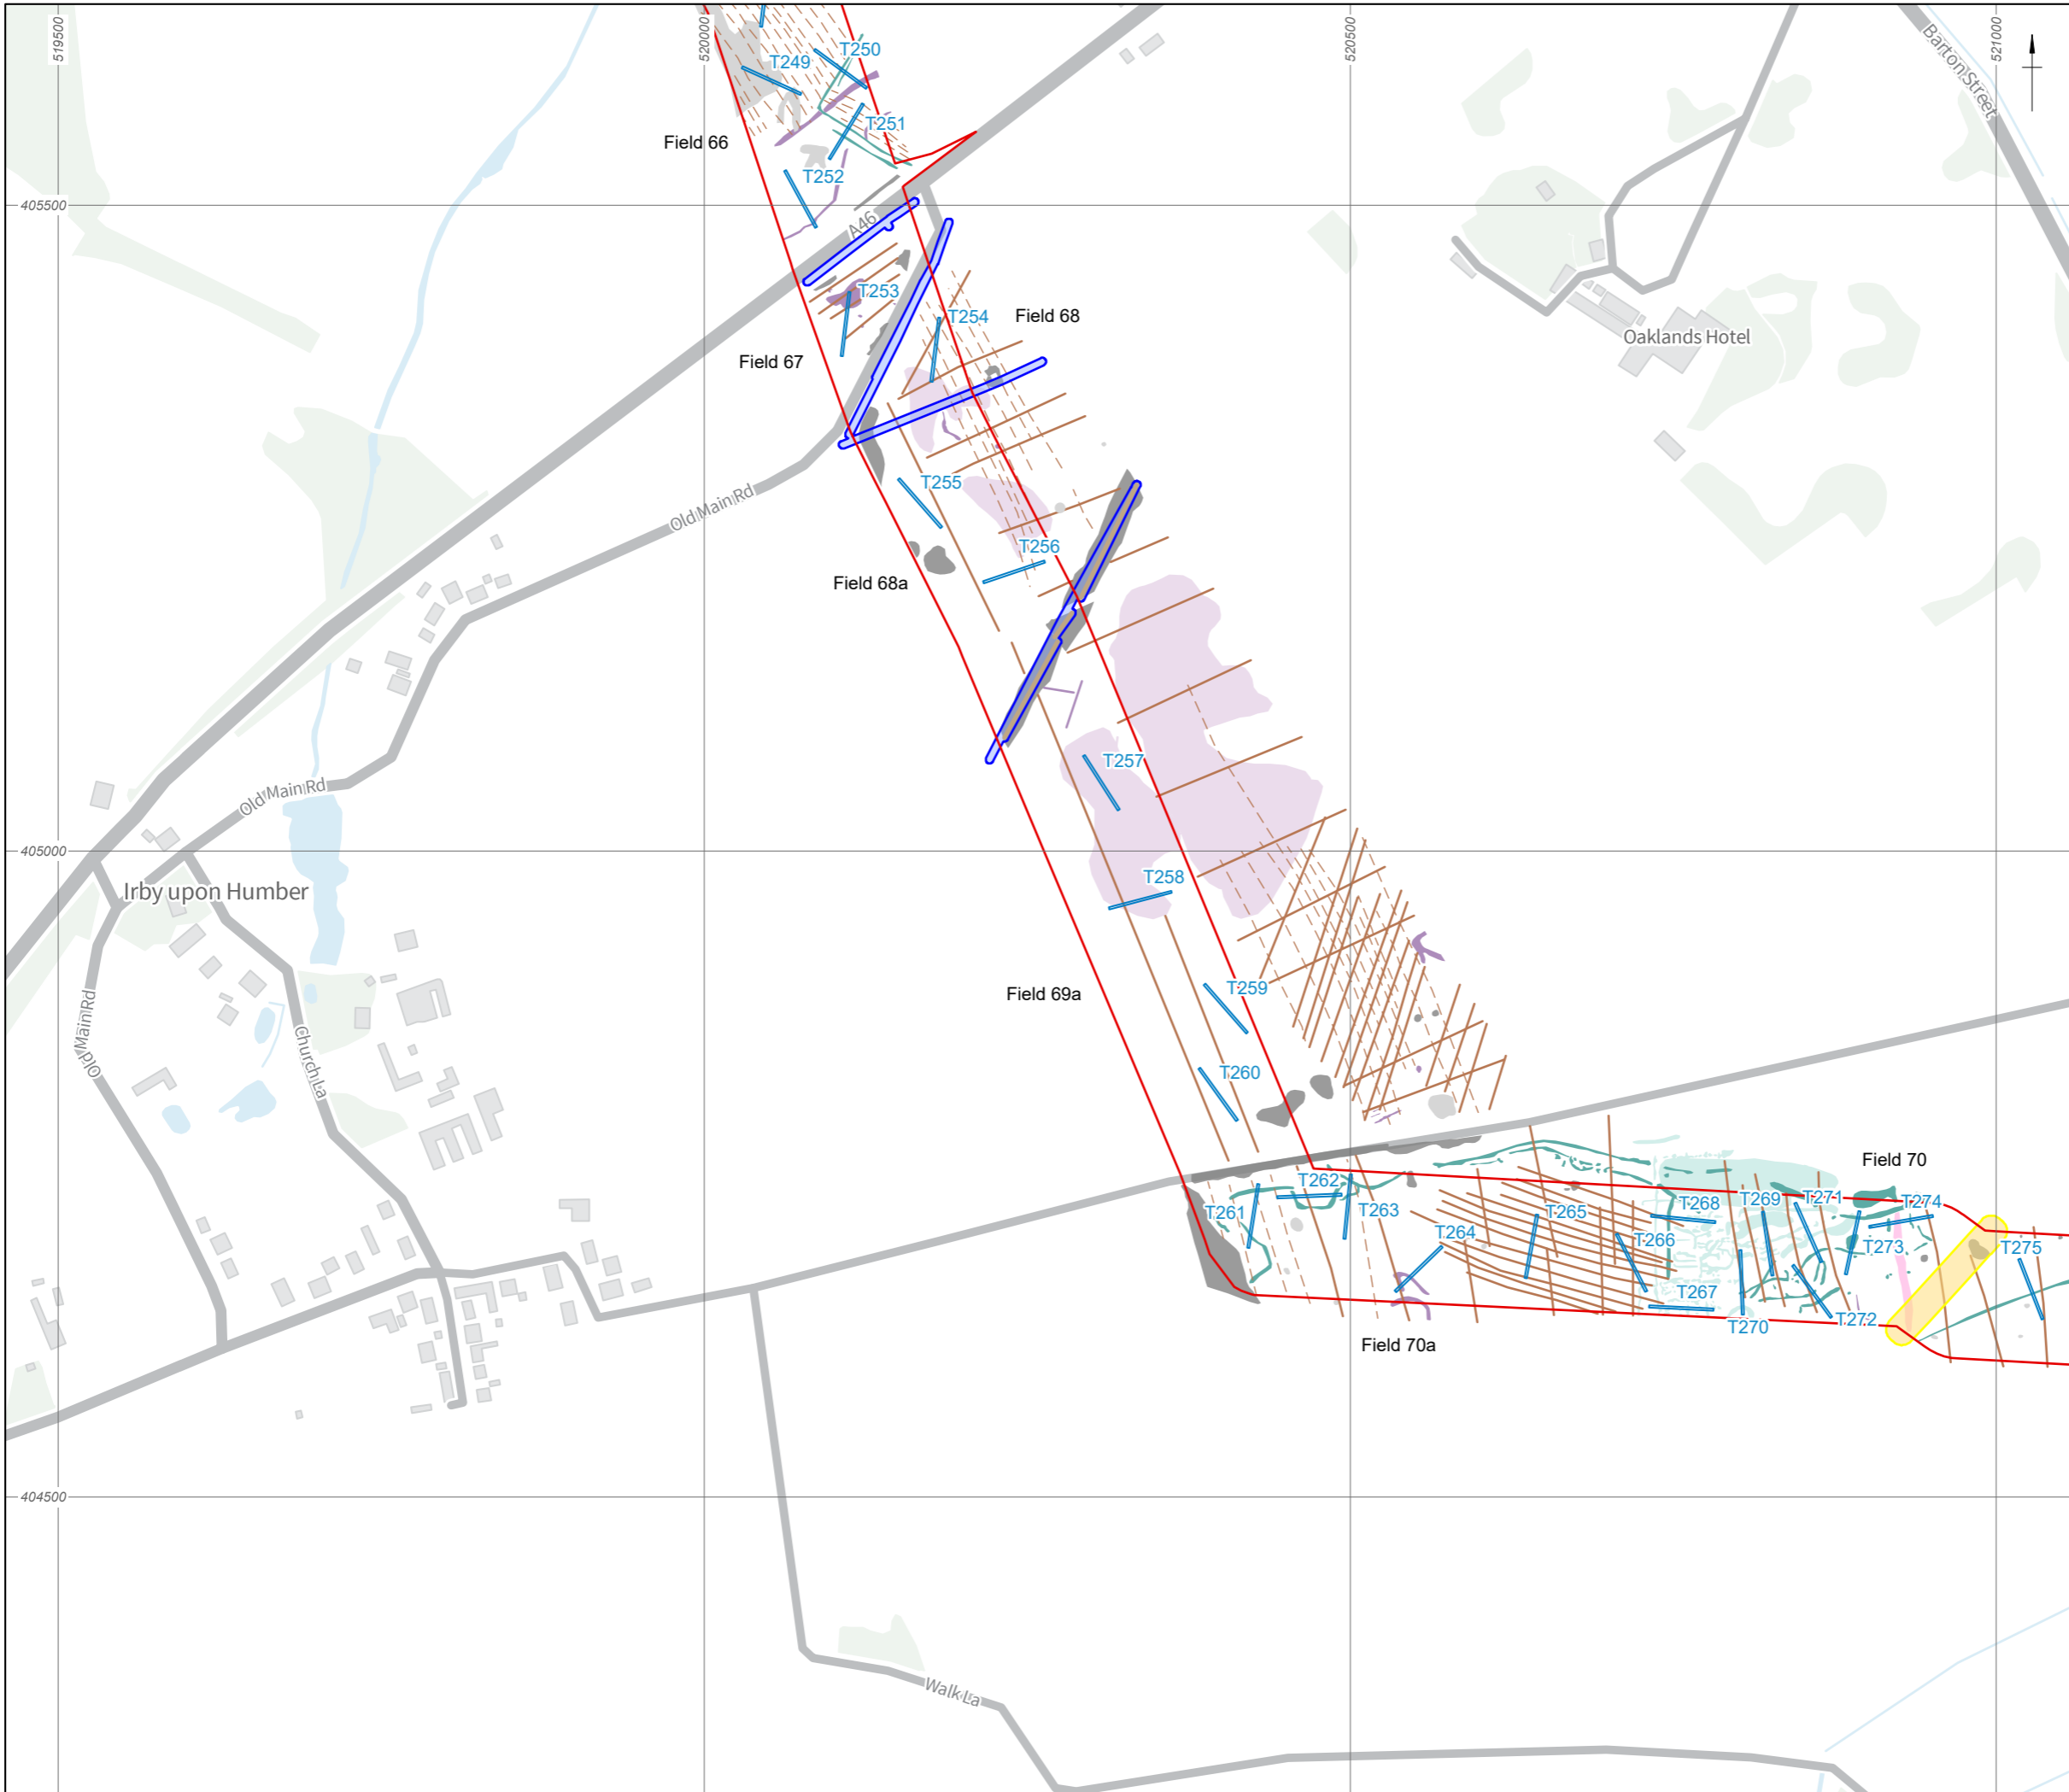 519500
520000
520500
521000
Barton Street
T250
T249
T251
Field 66
T252
405500
A46
T253
T254
Field 68
Oaklands Hotel
Field 67
T255
Old Main Rd
T256
Field 68a
T257
Old Main Rd
405000
T258
Irby upon Humber
T259
Field 69a
Old Main Rd
Church La
T260
Field 70
T262
T261
T263
T268
T269
T271
T274
T265
T264
T266
T273
T275
T267
T272
T270
Field 70a
404500
Walk La